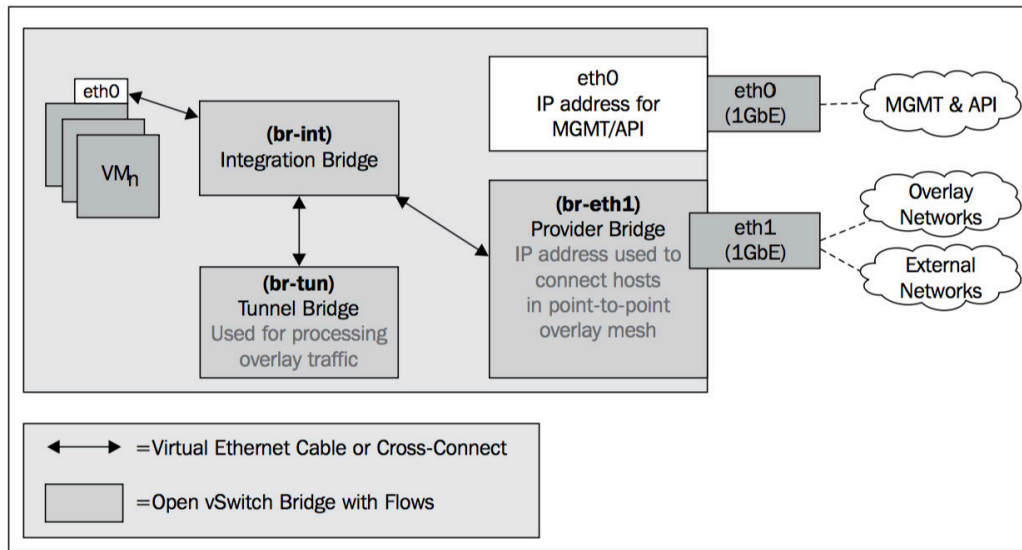 eth0
VMn
(br-int)
Integration Bridge
(br-tun)
Tunnel Bridge
Used for processing
overlay traffic
eth0
IP address for
MGMT/API
eth0
(1GbE)
MGMT & API
(br-eth1)
Provider Bridge
IP address used to
connect hosts
in point-to-point
overlay mesh
eth1
(1GbE)
Overlay
Networks
External
Networks
=Virtual Ethernet Cable or Cross-Connect
=Open vSwitch Bridge with Flows